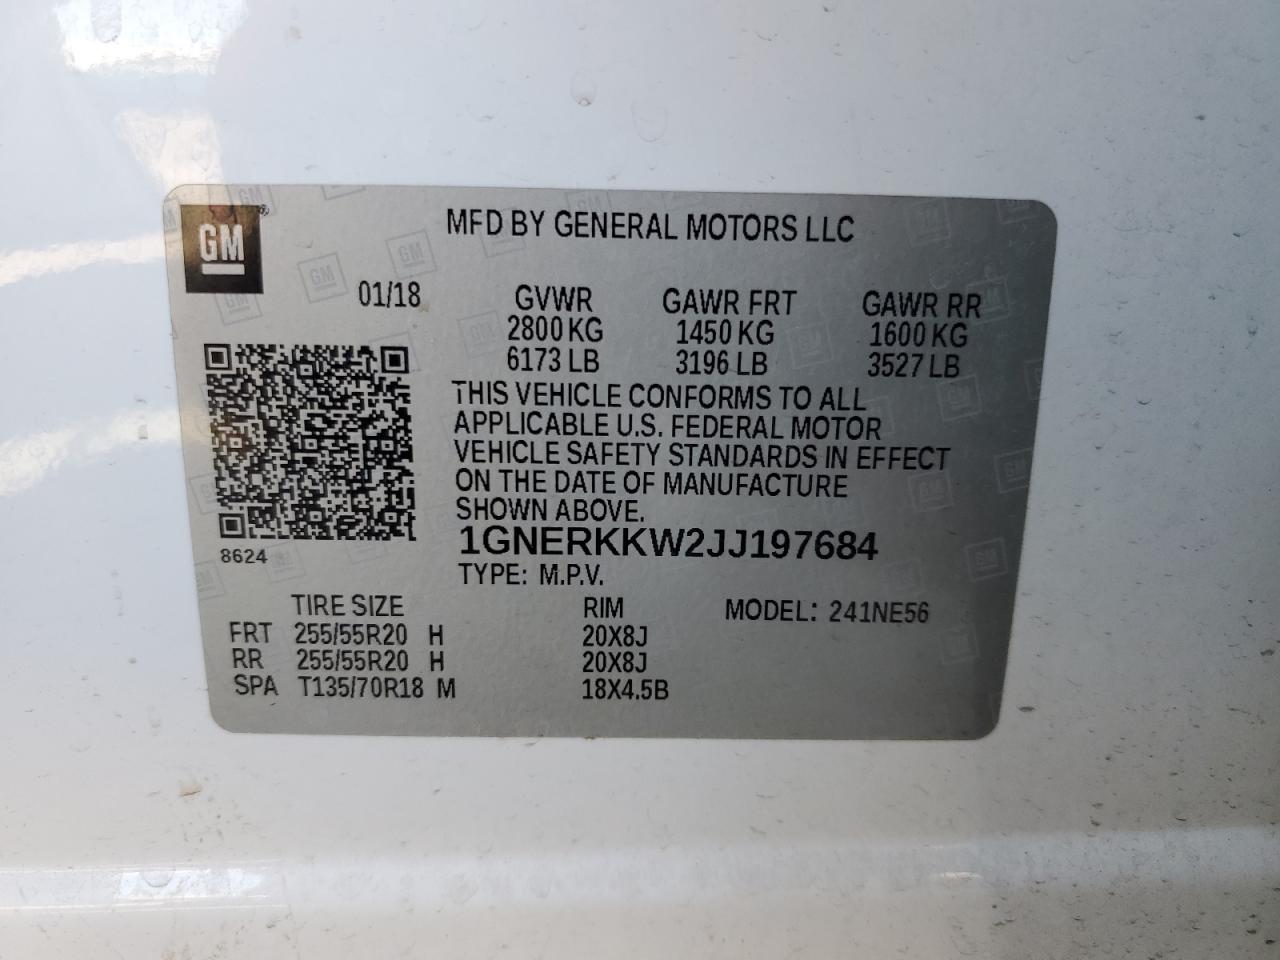 GM
MFD BY GENERAL MOTORS LLC
01/18 GVWR GAWR FRT GAWR RR
2800 KG 1450 KG 1600 KG
6173 LB 3196 LB 3527 LB
THIS VEHICLE CONFORMS TO ALL
APPLICABLE U.S. FEDERAL MOTOR
VEHICLE SAFETY STANDARDS IN EFFECT
ON THE DATE OF MANUFACTURE
SHOWN ABOVE.
8624
1GNERKKW2JJ197684
TYPE: M.P.V.
TIRE SIZE RIM MODEL: 241NE56
FRT 255/55R20 H 20X8J
RR 255/55R20 H 20X8J
SPA T135/70R18 M 18X4.5B